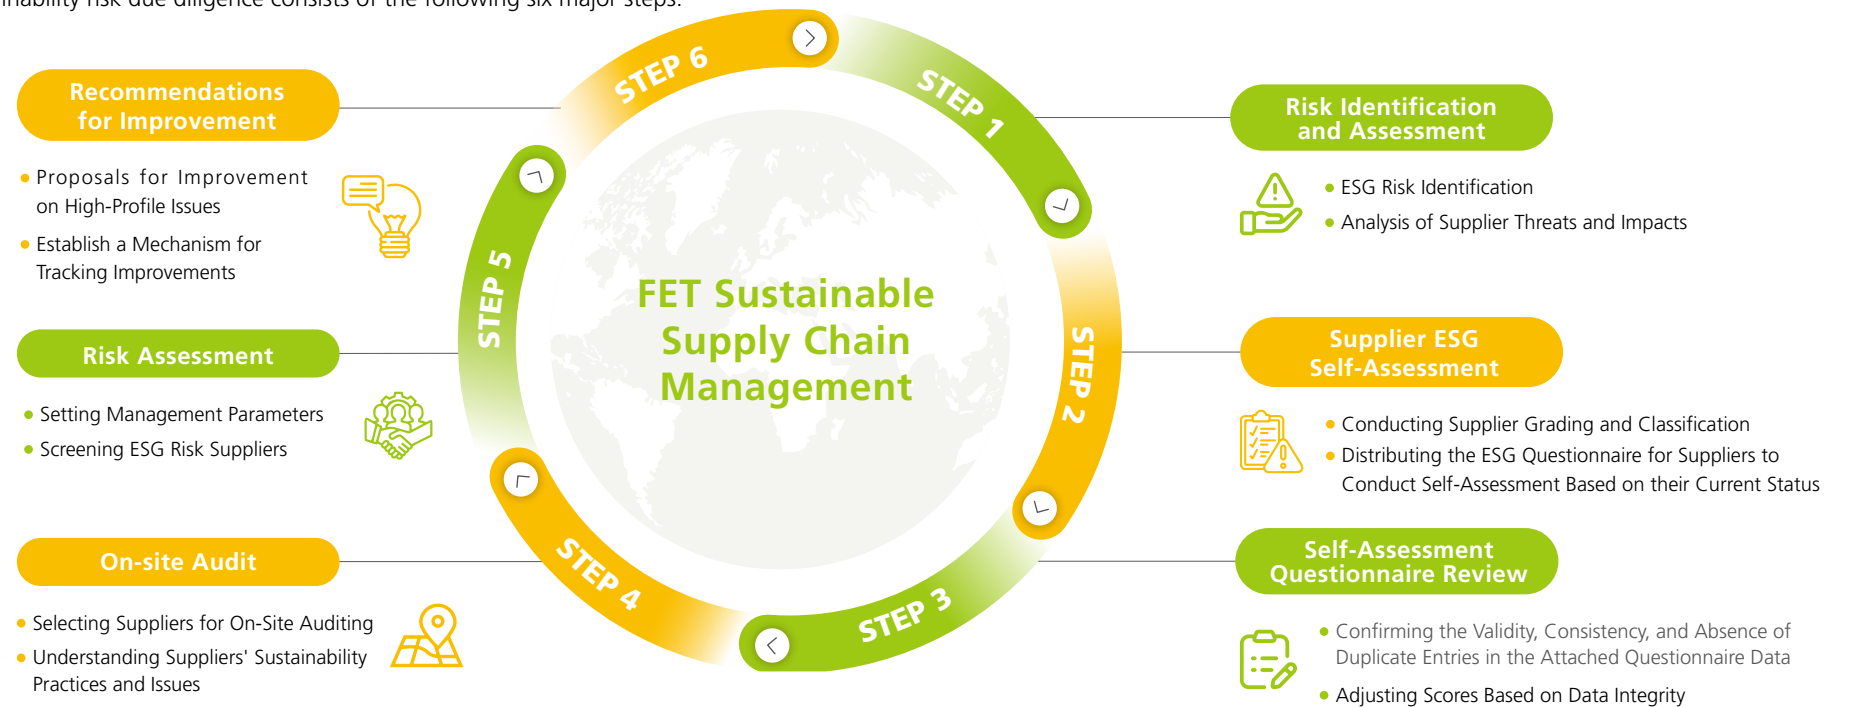 risk due diligence consists of the following six major steps.
STEP 1
Risk Identification
and Assessment
• ESG Risk Identification
• Analysis of Supplier Threats and Impacts
STEP 2
Supplier ESG
Self-Assessment
• Conducting Supplier Grading and Classification
• Distributing the ESG Questionnaire for Suppliers to
Conduct Self-Assessment Based on their Current Status
STEP 3
Self-Assessment
Questionnaire Review
• Confirming the Validity, Consistency, and Absence of
Duplicate Entries in the Attached Questionnaire Data
• Adjusting Scores Based on Data Integrity
STEP 4
On-site Audit
• Selecting Suppliers for On-Site Auditing
• Understanding Suppliers' Sustainability
Practices and Issues
STEP 5
Risk Assessment
• Setting Management Parameters
• Screening ESG Risk Suppliers
STEP 6
Recommendations
for Improvement
• Proposals for Improvement
on High-Profile Issues
• Establish a Mechanism for
Tracking Improvements
FET Sustainable
Supply Chain
Management